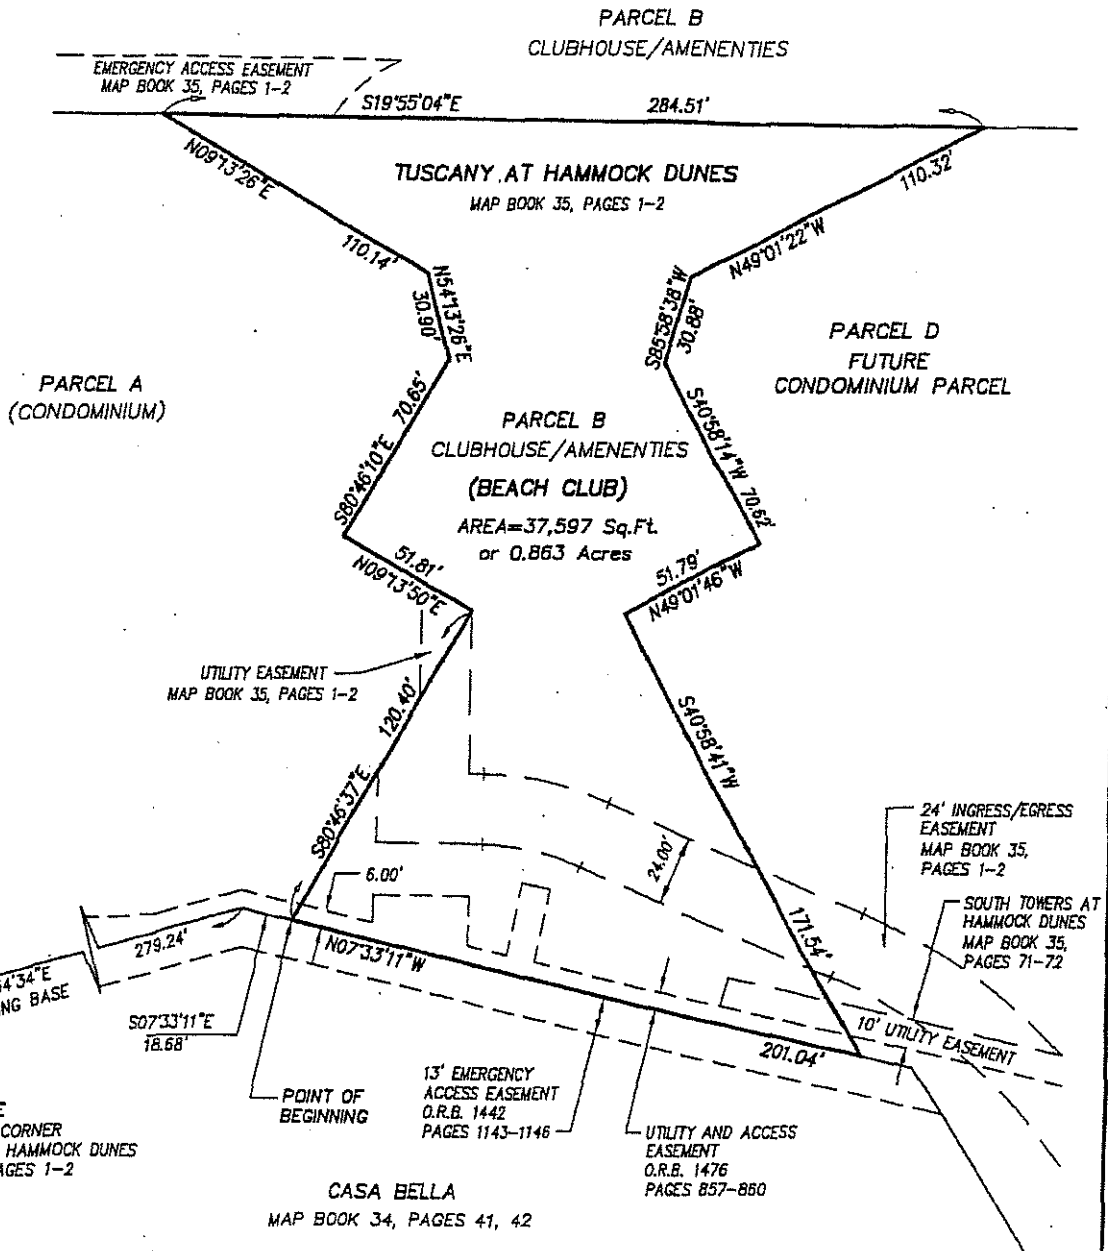 PARCEL B
CLUBHOUSE/AMENENTIES
EMERGENCY ACCESS EASEMENT
MAP BOOK 35, PAGES 1-2
S19°55'04"E
284.51'
N09°13'26"E
110.14'
TUSCANY AT HAMMOCK DUNES
MAP BOOK 35, PAGES 1-2
110.32'
N49°01'22"W
N54°13'26"E
30.90'
S85°58'38"W
30.88'
PARCEL A
(CONDOMINIUM)
PARCEL D
FUTURE
CONDOMINIUM PARCEL
S80°46'10"E 70.65'
S40°58'14"W 70.62'
PARCEL B
CLUBHOUSE/AMENENTIES
(BEACH CLUB)
AREA=37,597 Sq.Ft.
or 0.863 Acres
51.81'
N09°13'50"E
51.79'
N49°01'46"W
UTILITY EASEMENT
MAP BOOK 35, PAGES 1-2
S80°46'37"E
120.40'
S40°58'41"W
171.54'
24.00'
6.00'
24' INGRESS/EGRESS
EASEMENT
MAP BOOK 35,
PAGES 1-2
SOUTH TOWERS AT
HAMMOCK DUNES
MAP BOOK 35,
PAGES 71-72
279.24'
4'34"E
NG BASE
N07°33'11"W
201.04'
10' UTILITY EASEMENT
S07°33'11"E
18.68'
POINT OF
BEGINNING
13' EMERGENCY
ACCESS EASEMENT
O.R.B. 1442
PAGES 1143-1146
UTILITY AND ACCESS
EASEMENT
O.R.B. 1476
PAGES 857-860
E
CORNER
HAMMOCK DUNES
AGES 1-2
CASA BELLA
MAP BOOK 34, PAGES 41, 42